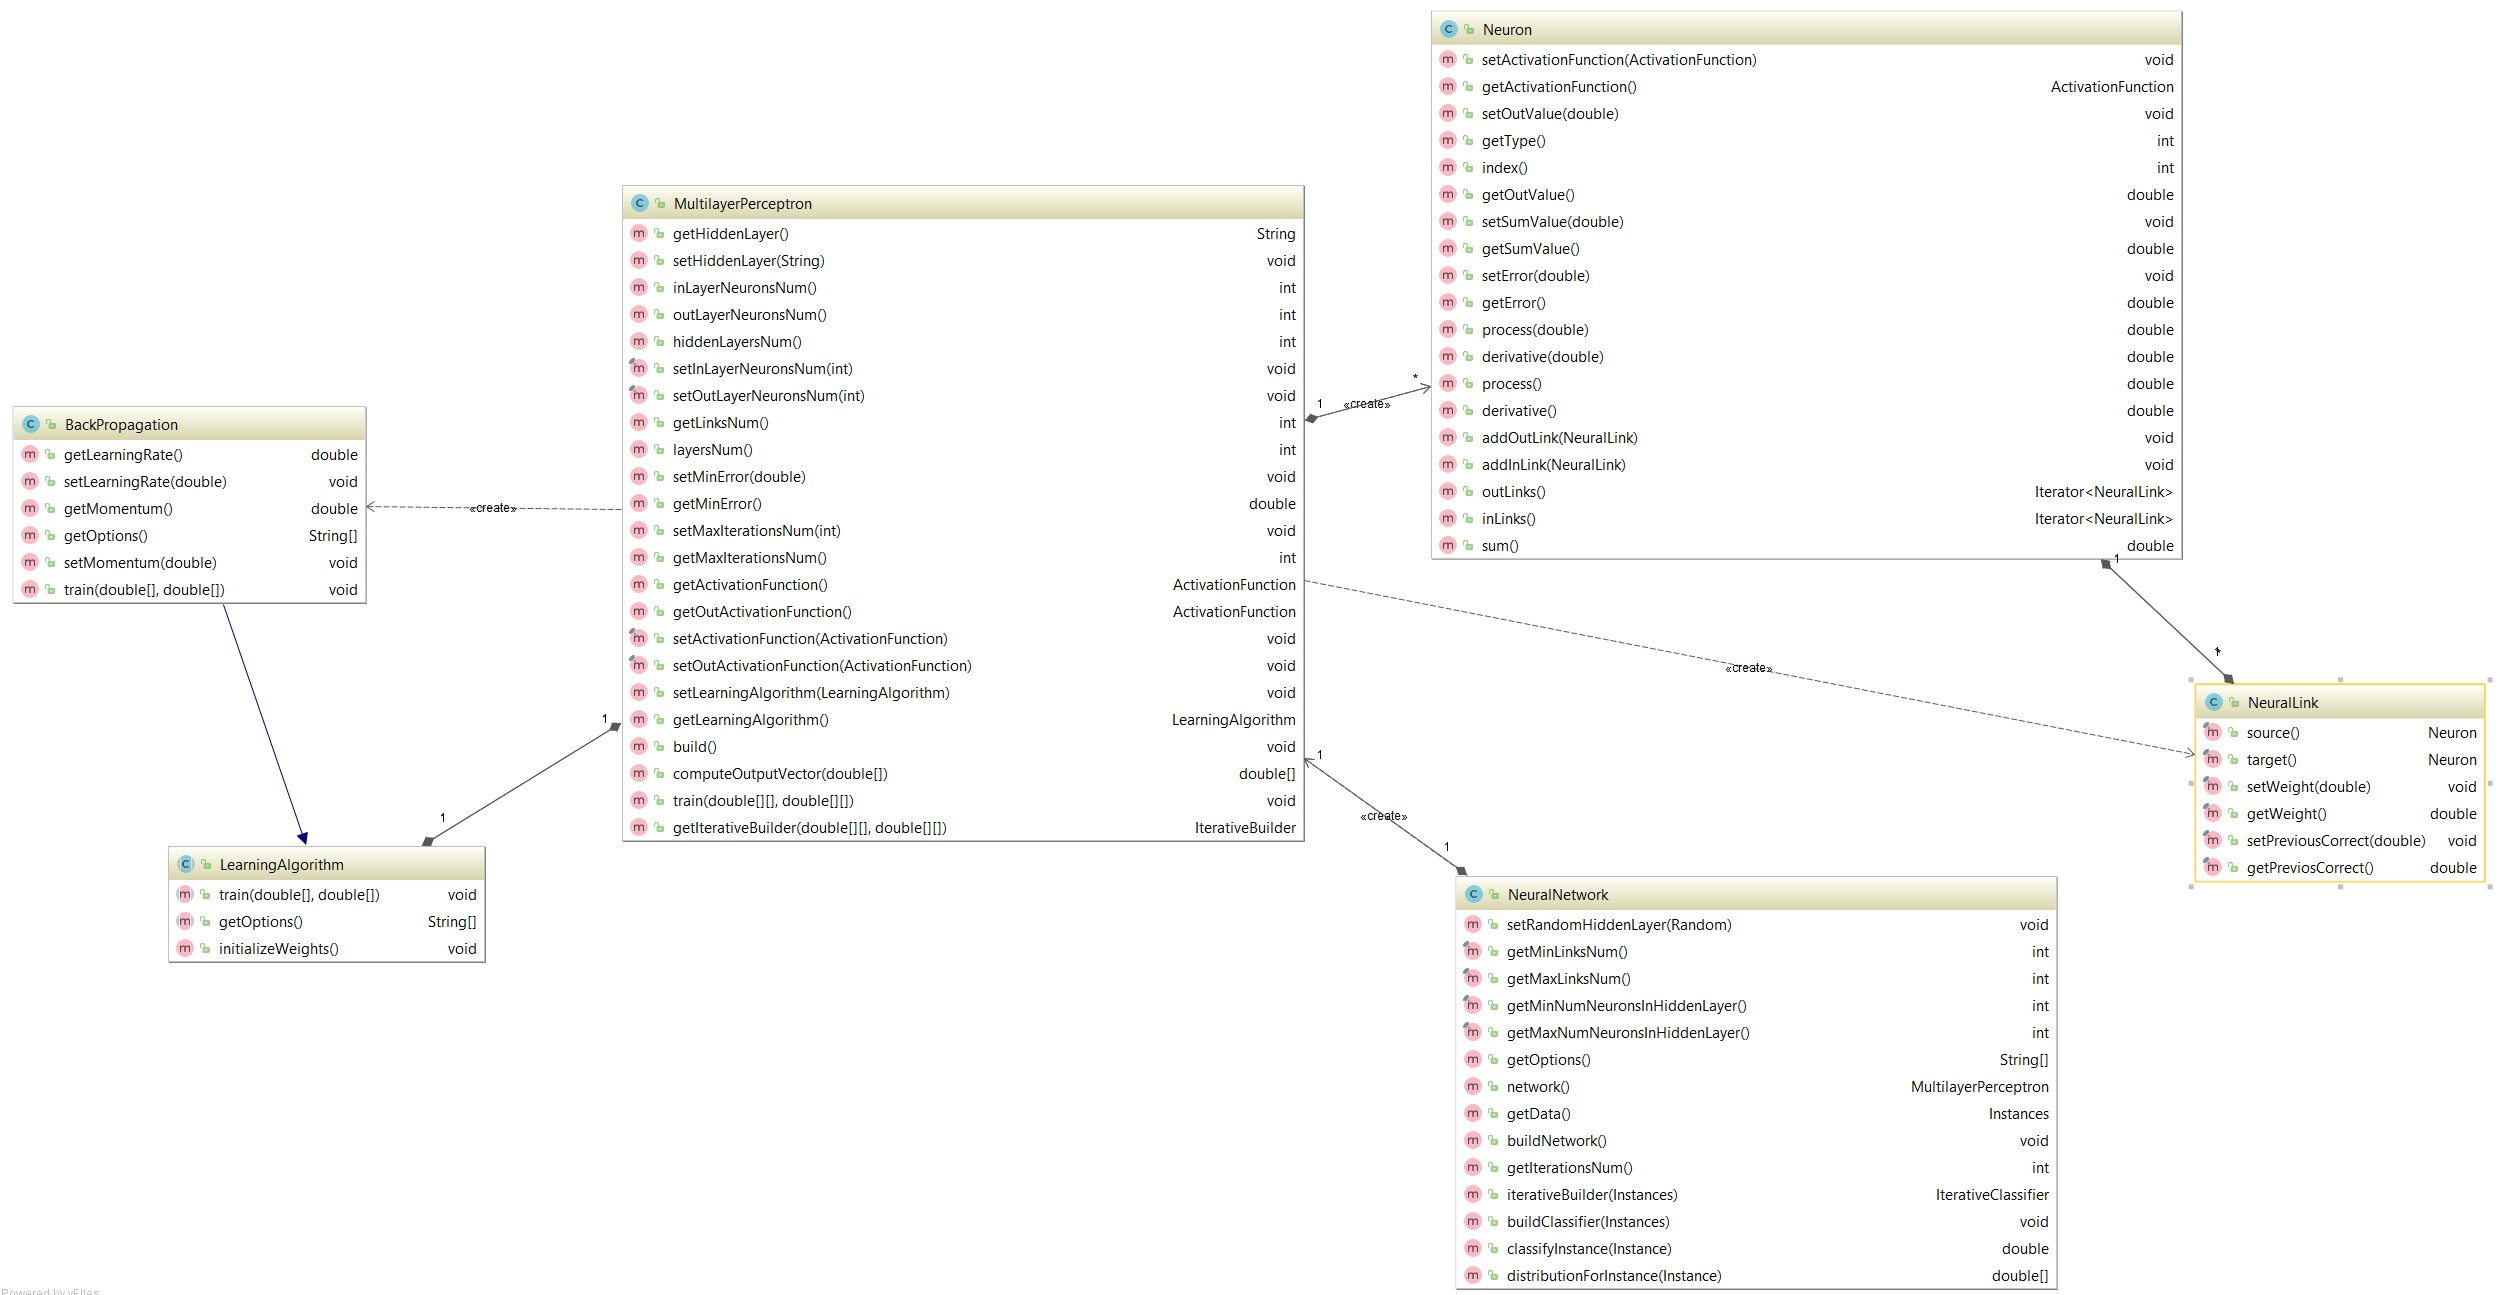 Neuron
setActivationFunction(ActivationFunction) void
getActivationFunction() ActivationFunction
setOutValue(double) void
getType() int
index() int
getOutValue() double
setSumValue(double) void
getSumValue() double
setError(double) void
getError() double
process(double) double
derivative(double) double
process() double
derivative() double
addOutLink(NeuralLink) void
addInLink(NeuralLink) void
outLinks() Iterator<NeuralLink>
inLinks() Iterator<NeuralLink>
sum() double
MultilayerPerceptron
getHiddenLayer() String
setHiddenLayer(String) void
inLayerNeuronsNum() int
outLayerNeuronsNum() int
hiddenLayersNum() int
setInLayerNeuronsNum(int) void
setOutLayerNeuronsNum(int) void
getLinksNum() int
layersNum() int
setMinError(double) void
getMinError() double
setMaxIterationsNum(int) void
getMaxIterationsNum() int
getActivationFunction() ActivationFunction
getOutActivationFunction() ActivationFunction
setActivationFunction(ActivationFunction) void
setOutActivationFunction(ActivationFunction) void
setLearningAlgorithm(LearningAlgorithm) void
getLearningAlgorithm() LearningAlgorithm
build() void
computeOutputVector(double[]) double[]
train(double[][], double[][]) void
getIterativeBuilder(double[][], double[][]) IterativeBuilder
1 «create» *
BackPropagation
getLearningRate() double
setLearningRate(double) void
getMomentum() double
getOptions() String[]
setMomentum(double) void
train(double[], double[]) void
«create»
1
«create»
1
1
LearningAlgorithm
train(double[], double[]) void
getOptions() String[]
initializeWeights() void
1
«create»
1
NeuralLink
source() Neuron
target() Neuron
setWeight(double) void
getWeight() double
setPreviousCorrect(double) void
getPreviosCorrect() double
NeuralNetwork
setRandomHiddenLayer(Random) void
getMinLinksNum() int
getMaxLinksNum() int
getMinNumNeuronsInHiddenLayer() int
getMaxNumNeuronsInHiddenLayer() int
getOptions() String[]
network() MultilayerPerceptron
getData() Instances
buildNetwork() void
getIterationsNum() int
iterativeBuilder(Instances) IterativeClassifier
buildClassifier(Instances) void
classifyInstance(Instance) double
distributionForInstance(Instance) double[]
Powered by yFiles